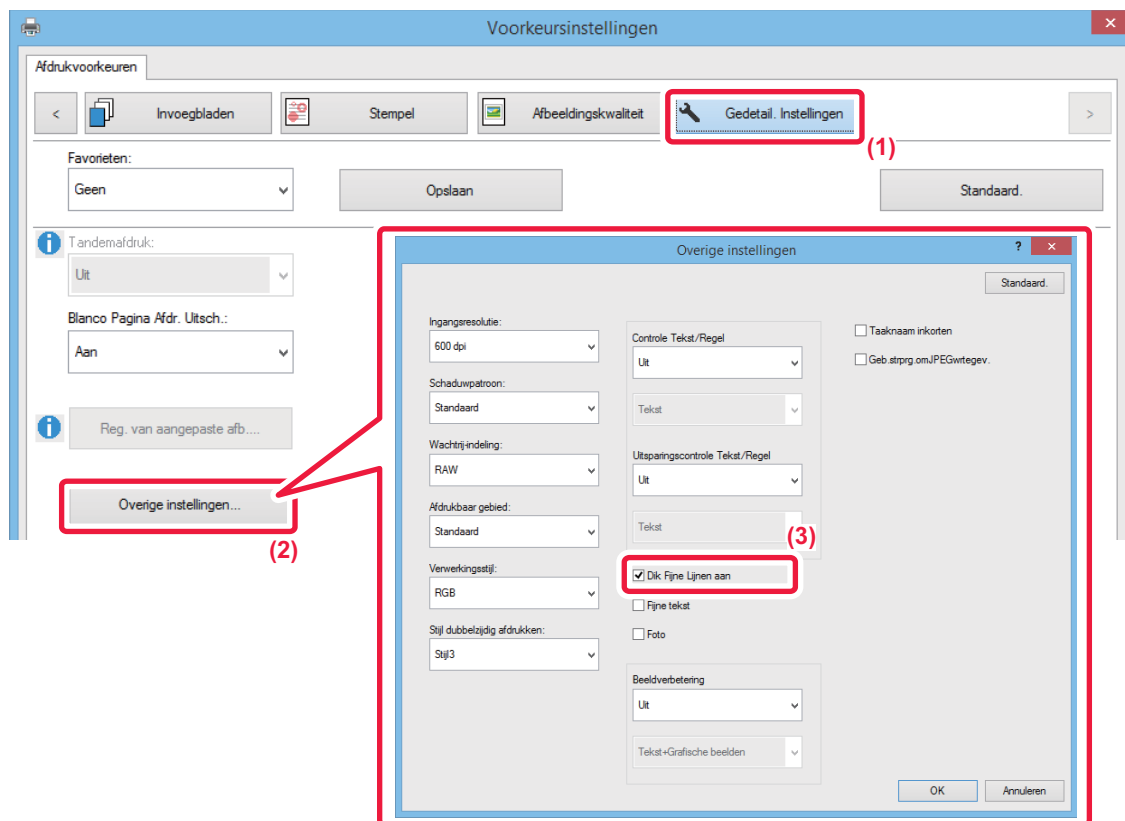 Voorkeursinstellingen
Afdrukvoorkeuren
< Invoegbladen Stempel Afbeeldingskwaliteit Gedetail. Instellingen >
(1)
Favorieten:
Geen Opslaan Standaard.
Tandemafdruk:
Uit
Blanco Pagina Afdr. Uitsch.:
Aan
Reg. van aangepaste afb....
Overige instellingen...
(2)
Overige instellingen ?
Standaard.
Ingangsresolutie:
600 dpi
Schaduwpatroon:
Standaard
Wachtrij-indeling:
RAW
Afdrukbaar gebied:
Standaard
Verwerkingsstijl:
RGB
Stijl dubbelzijdig afdrukken:
Stijl3
Controle Tekst/Regel
Uit
Tekst
Uitsparingscontrole Tekst/Regel
Uit
Tekst
(3)
Dik Fijne Lijnen aan
Fijne tekst
Foto
Beeldverbetering
Uit
Tekst+Grafische beelden
Taaknaam inkorten
Geb.strprg.omJPEGwrtegev.
OK Annuleren